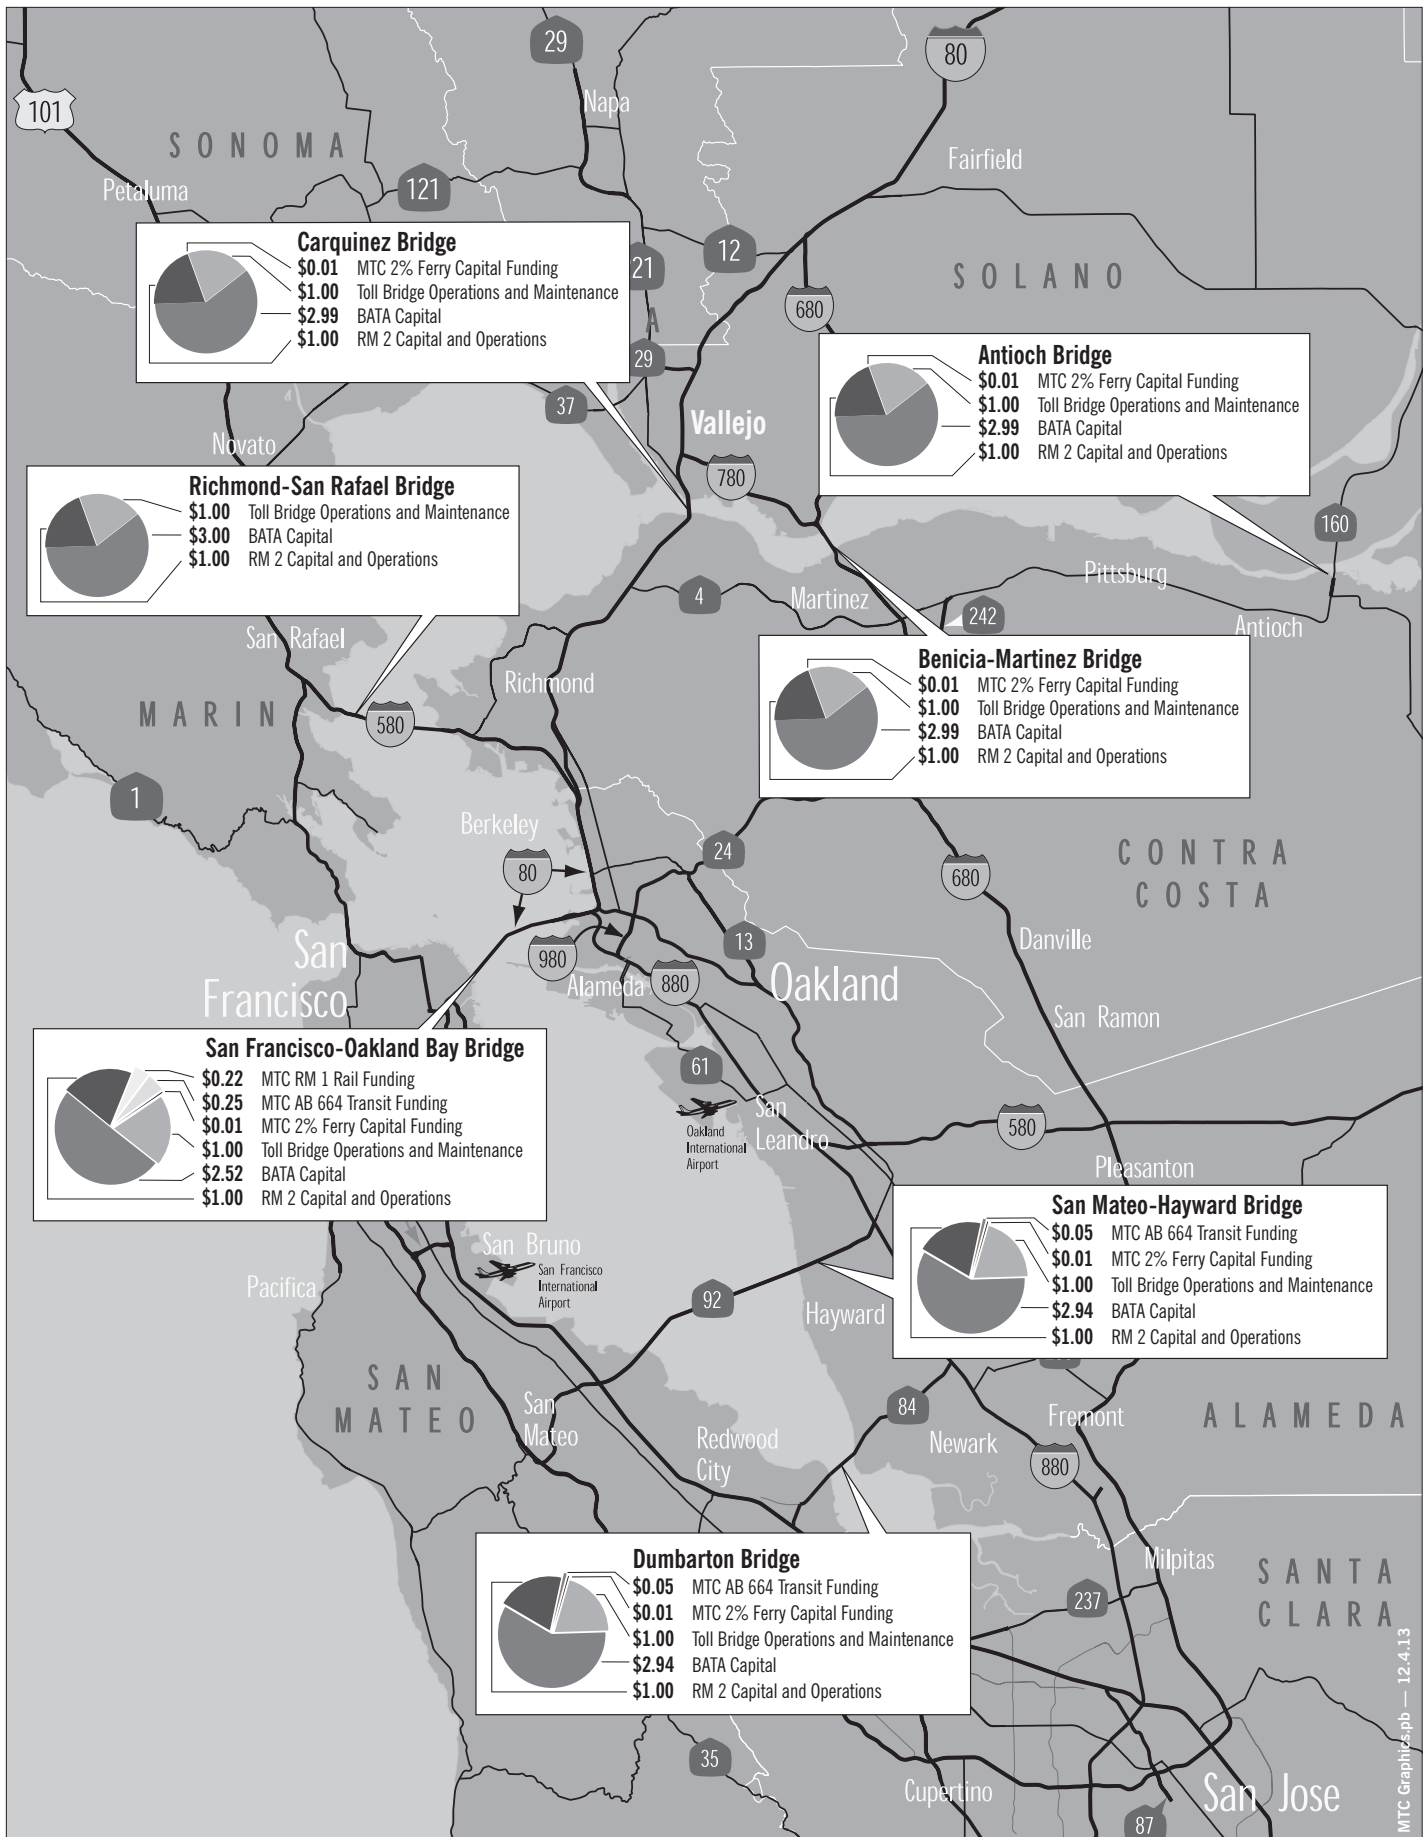 29
80
101
Napa
SONOMA
Fairfield
Petaluma
121
12
Carquinez Bridge
$0.01 MTC 2% Ferry Capital Funding
$1.00 Toll Bridge Operations and Maintenance
$2.99 BATA Capital
$1.00 RM 2 Capital and Operations
21
A
29
SOLANO
680
Antioch Bridge
$0.01 MTC 2% Ferry Capital Funding
$1.00 Toll Bridge Operations and Maintenance
$2.99 BATA Capital
$1.00 RM 2 Capital and Operations
37
Vallejo
Novato
780
Richmond-San Rafael Bridge
$1.00 Toll Bridge Operations and Maintenance
$3.00 BATA Capital
$1.00 RM 2 Capital and Operations
160
Pittsburg
4
Martinez
242
Antioch
San Rafael
Benicia-Martinez Bridge
$0.01 MTC 2% Ferry Capital Funding
$1.00 Toll Bridge Operations and Maintenance
$2.99 BATA Capital
$1.00 RM 2 Capital and Operations
Richmond
MARIN
580
1
Berkeley
80
24
680
CONTRA
COSTA
13
Danville
San
Francisco
980
Alameda
880
Oakland
San Ramon
San Francisco-Oakland Bay Bridge
$0.22 MTC RM 1 Rail Funding
$0.25 MTC AB 664 Transit Funding
$0.01 MTC 2% Ferry Capital Funding
$1.00 Toll Bridge Operations and Maintenance
$2.52 BATA Capital
$1.00 RM 2 Capital and Operations
61
Oakland
International
Airport
San
Leandro
580
Pleasanton
San Mateo-Hayward Bridge
$0.05 MTC AB 664 Transit Funding
$0.01 MTC 2% Ferry Capital Funding
$1.00 Toll Bridge Operations and Maintenance
$2.94 BATA Capital
$1.00 RM 2 Capital and Operations
San Bruno
San Francisco
International
Airport
Pacifica
92
Hayward
SAN
MATEO
San
Mateo
84
Fremont
ALAMEDA
Redwood
City
Newark
880
Dumbarton Bridge
$0.05 MTC AB 664 Transit Funding
$0.01 MTC 2% Ferry Capital Funding
$1.00 Toll Bridge Operations and Maintenance
$2.94 BATA Capital
$1.00 RM 2 Capital and Operations
Milpitas
SANTA
CLARA
237
35
Cupertino
San Jose
87
MTC Graphics.pb — 12.4.13